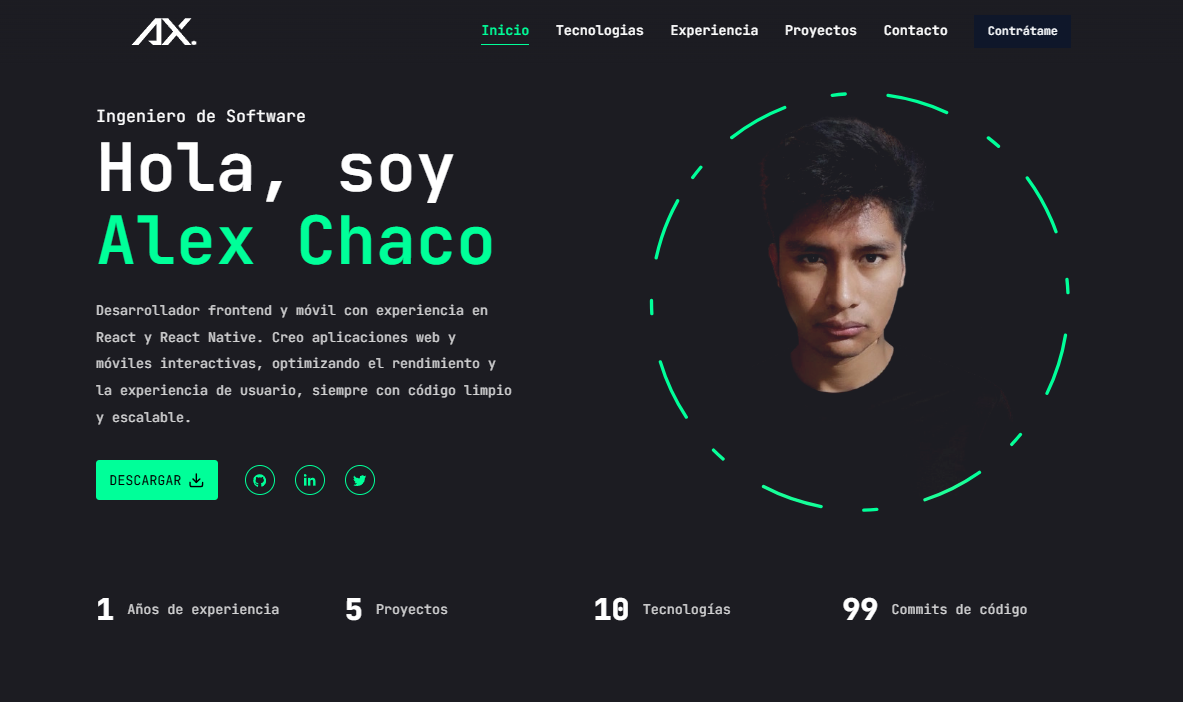 AX.
Inicio Tecnologias Experiencia Proyectos Contacto Contrátame
Ingeniero de Software
Hola, soy
Alex Chaco
Desarrollador frontend y móvil con experiencia en
React y React Native. Creo aplicaciones web y
móviles interactivas, optimizando el rendimiento y
la experiencia de usuario, siempre con código limpio
y escalable.
DESCARGAR
in
1 Años de experiencia
5 Proyectos
10 Tecnologías
99 Commits de código